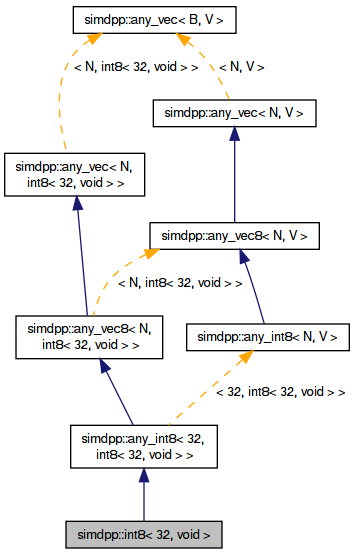 simdpp::any_vec< B, V >
< N, int8< 32, void > >
< N, V >
simdpp::any_vec< N, V >
simdpp::any_vec< N,
int8< 32, void > >
simdpp::any_vec8< N, V >
< N, int8< 32, void > >
simdpp::any_vec8< N,
int8< 32, void > >
simdpp::any_int8< N, V >
< 32, int8< 32, void > >
simdpp::any_int8< 32,
int8< 32, void > >
simdpp::int8< 32, void >